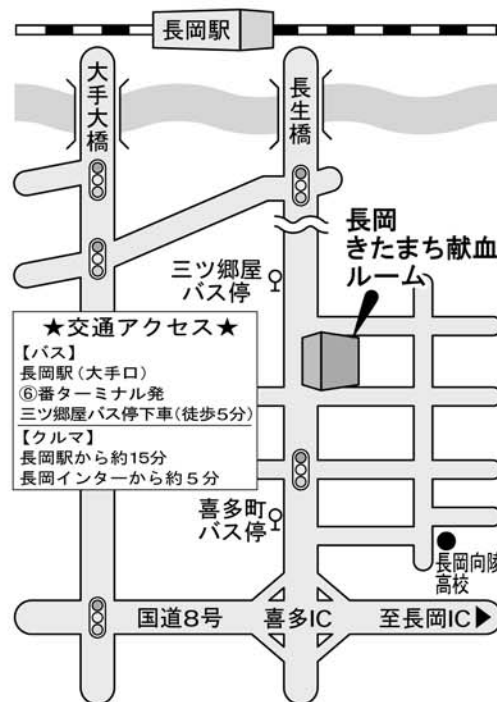 長岡駅
大手大橋
長生橋
長岡
きたまち献血
ルーム
三ツ郷屋
バス停
★交通アクセス★
【バス】
長岡駅(大手口)
⑥番ターミナル発
三ツ郷屋バス停下車(徒歩5分)
【クルマ】
長岡駅から約15分
長岡インターから約5分
喜多町
バス停
長岡向陵
高校
国道8号
喜多IC
至長岡IC▶